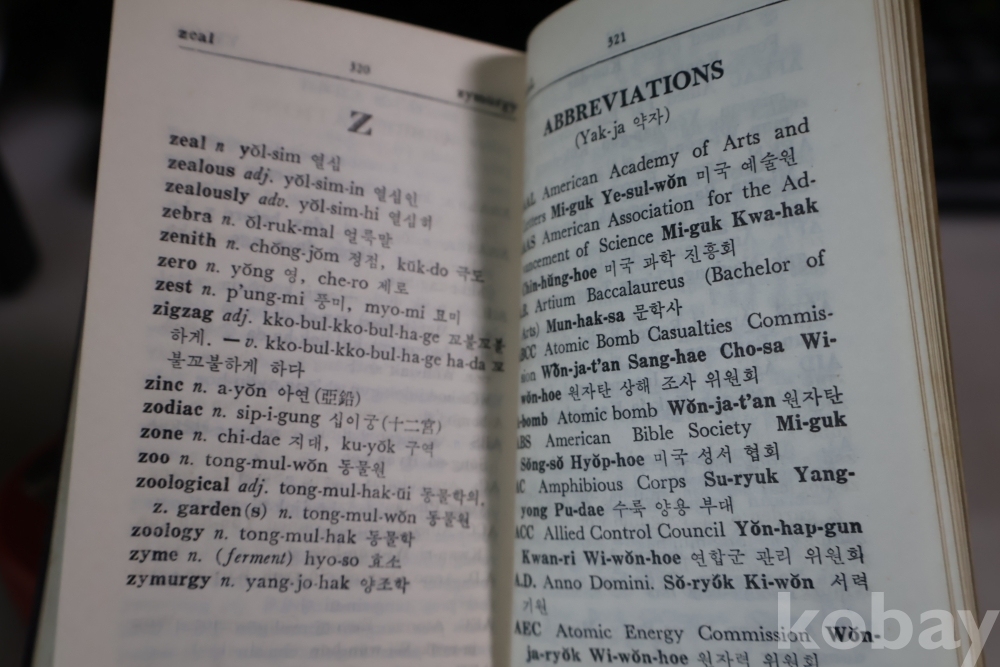 zeal
320
zymurgy
Z
zeal n yŏl-sim 열심
zealous adj. yŏl-sim-in 열심인
zealously adv. yŏl-sim-hi 열심히
zebra n. ŏl-ruk-mal 얼룩말
zenith n. chŏng-jŏm 정점, kŭk-do 극도
zero n. yŏng 영, che-ro 제로
zest n. p'ung-mi 풍미, myo-mi 묘미
zigzag adj. kko-bul-kko-bul-ha-ge 꼬불꼬불
하게. —v. kko-bul-kko-bul-ha-ge ha-da 꼬
불꼬불하게 하다
zinc n. a-yŏn 아연(亞鉛)
zodiac n. sip-i-gung 십이궁(十二宮)
zone n. chi-dae 지대, ku-yŏk 구역
zoo n. tong-mul-wŏn 동물원
zoological adj. tong-mul-hak-ŭi 동물학의.
z. garden(s) n. tong-mul-wŏn 동물원
zoology n. tong-mul-hak 동물학
zyme n. (ferment) hyo-so 효소
zymurgy n. yang-jo-hak 양조학
321
ABBREVIATIONS
(Yak-ja 약자)
American Academy of Arts and
Mi-guk Ye-sul-wŏn 미국 예술원
American Association for the Ad-
of Science Mi-guk Kwa-hak
Chin-hŭng-hoe 미국 과학 진흥회
Artium Baccalaureus (Bachelor of
Arts) Mun-hak-sa 문학사
Atomic Bomb Casualties Commis-
Wŏn-ja-t'an Sang-hae Cho-sa Wi-
wŏn-hoe 원자탄 상해 조사 위원회
-bomb Atomic bomb Wŏn-ja-t'an 원자탄
ABS American Bible Society Mi-guk
Sŏng-sŏ Hyŏp-hoe 미국 성서 협회
AC Amphibious Corps Su-ryuk Yang-
yong Pu-dae 수륙 양용 부대
ACC Allied Control Council Yŏn-hap-gun
Kwan-ri Wi-wŏn-hoe 연합군 관리 위원회
A.D. Anno Domini. Sŏ-ryŏk Ki-wŏn 서력
기원
AEC Atomic Energy Commission Wŏn-
ja-ryŏk Wi-wŏn-hoe 원자력 위원회
kobay